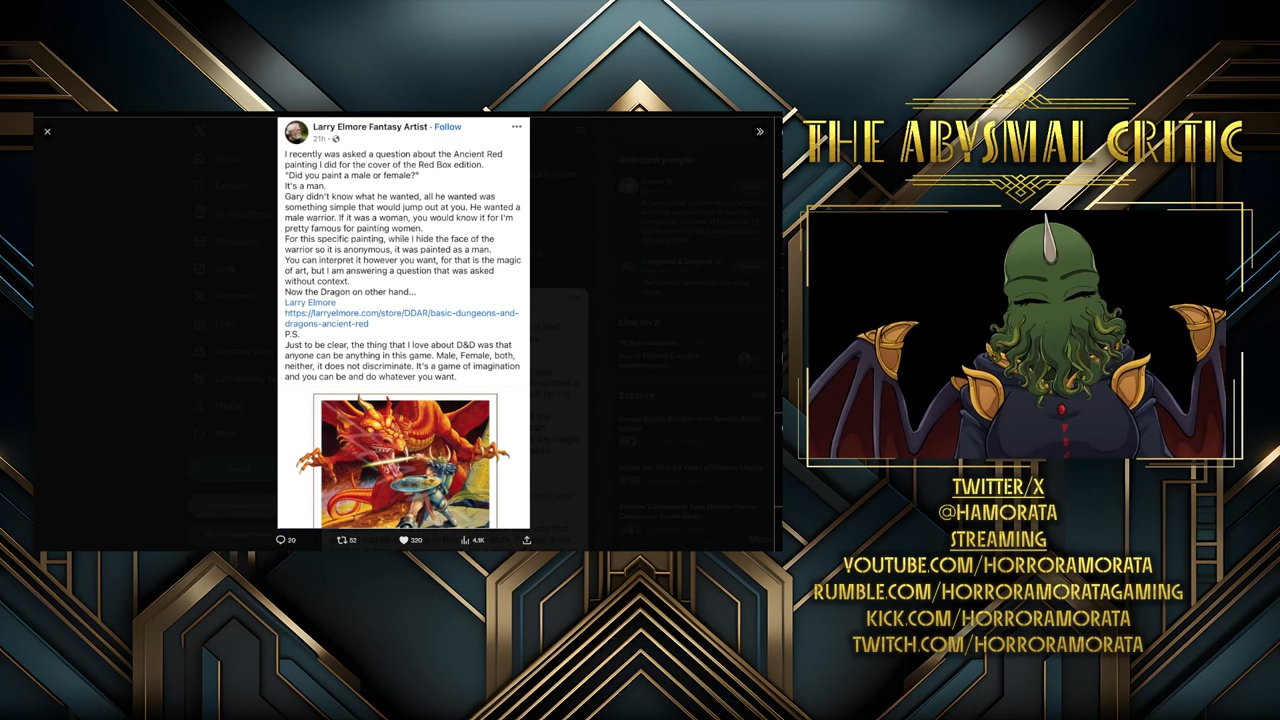 Larry Elmore Fantasy Artist · Follow
21h ·
I recently was asked a question about the Ancient Red
painting I did for the cover of the Red Box edition.
"Did you paint a male or female?"
It's a man.
Gary didn't know what he wanted, all he wanted was
something simple that would jump out at you. He wanted a
male warrior. If it was a woman, you would know it for I'm
pretty famous for painting women.
For this specific painting, while I hide the face of the
warrior so it is anonymous, it was painted as a man.
You can interpret it however you want, for that is the magic
of art, but I am answering a question that was asked
without context.
Now the Dragon on other hand...
Larry Elmore
https://larryelmore.com/store/DDAR/basic-dungeons-and-
dragons-ancient-red
P.S.
Just to be clear, the thing that I love about D&D was that
anyone can be anything in this game. Male, Female, both,
neither, it does not discriminate. It's a game of imagination
and you can be and do whatever you want.
20 52 320 4.1K
THE ABYSMAL CRITIC
TWITTER/X
@HAMORATA
STREAMING
YOUTUBE.COM/HORRORAMORATA
RUMBLE.COM/HORRORAMORATAGAMING
KICK.COM/HORRORAMORATA
TWITCH.COM/HORRORAMORATA